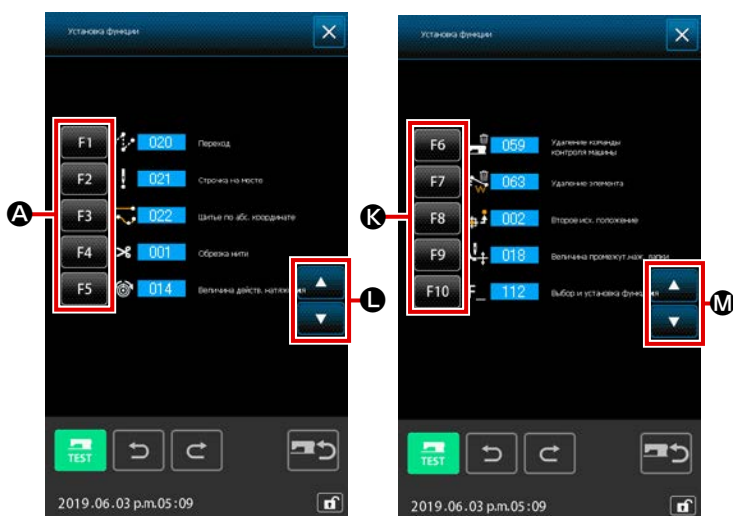 Установка функции
A
F1 020 Переход
F2 021 Строчка на месте
F3 022 Шитье по абс. координате
F4 001 Обрезка нити
F5 014 Величина действ. натяжения
L
TEST
2019.06.03 p.m.05:09
Установка функции
K
F6 059 Удаление команды
контроля машины
F7 063 Удаление элемента
F8 002 Второе исх. положение
F9 018 Величина промежут.наж. лапки
F10 F_ 112 Выбор и установка функция
M
TEST
2019.06.03 p.m.05:09